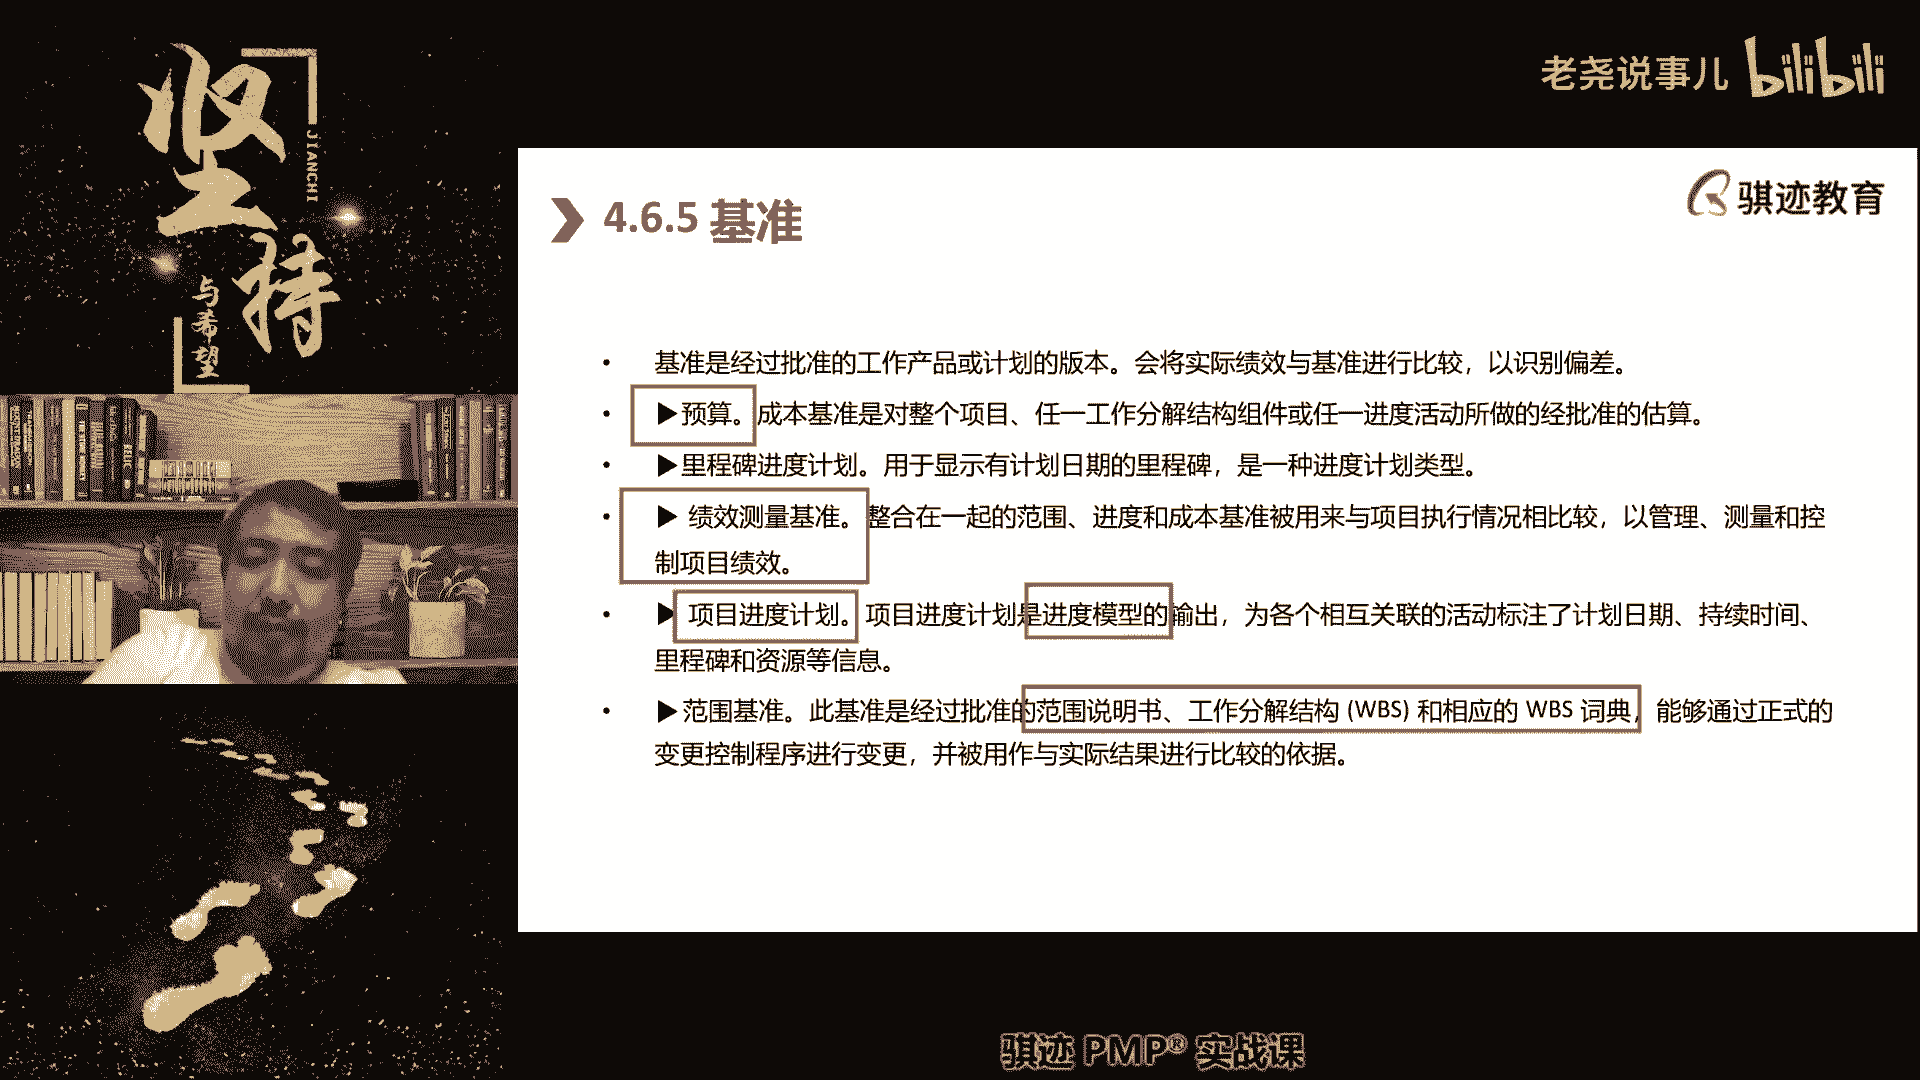 坚持
JIANCHI
与希望
老尧说事儿 bilibili
骐迹教育
4.6.5 基准
• 基准是经过批准的工作产品或计划的版本。会将实际绩效与基准进行比较，以识别偏差。
• ▶预算。成本基准是对整个项目、任一工作分解结构组件或任一进度活动所做的经批准的估算。
• ▶里程碑进度计划。用于显示有计划日期的里程碑，是一种进度计划类型。
• ▶ 绩效测量基准。整合在一起的范围、进度和成本基准被用来与项目执行情况相比较，以管理、测量和控
制项目绩效。
• ▶ 项目进度计划。项目进度计划是进度模型的输出，为各个相互关联的活动标注了计划日期、持续时间、
里程碑和资源等信息。
• ▶范围基准。此基准是经过批准的范围说明书、工作分解结构 (WBS) 和相应的 WBS 词典，能够通过正式的
变更控制程序进行变更，并被用作与实际结果进行比较的依据。
骐迹 PMP® 实战课